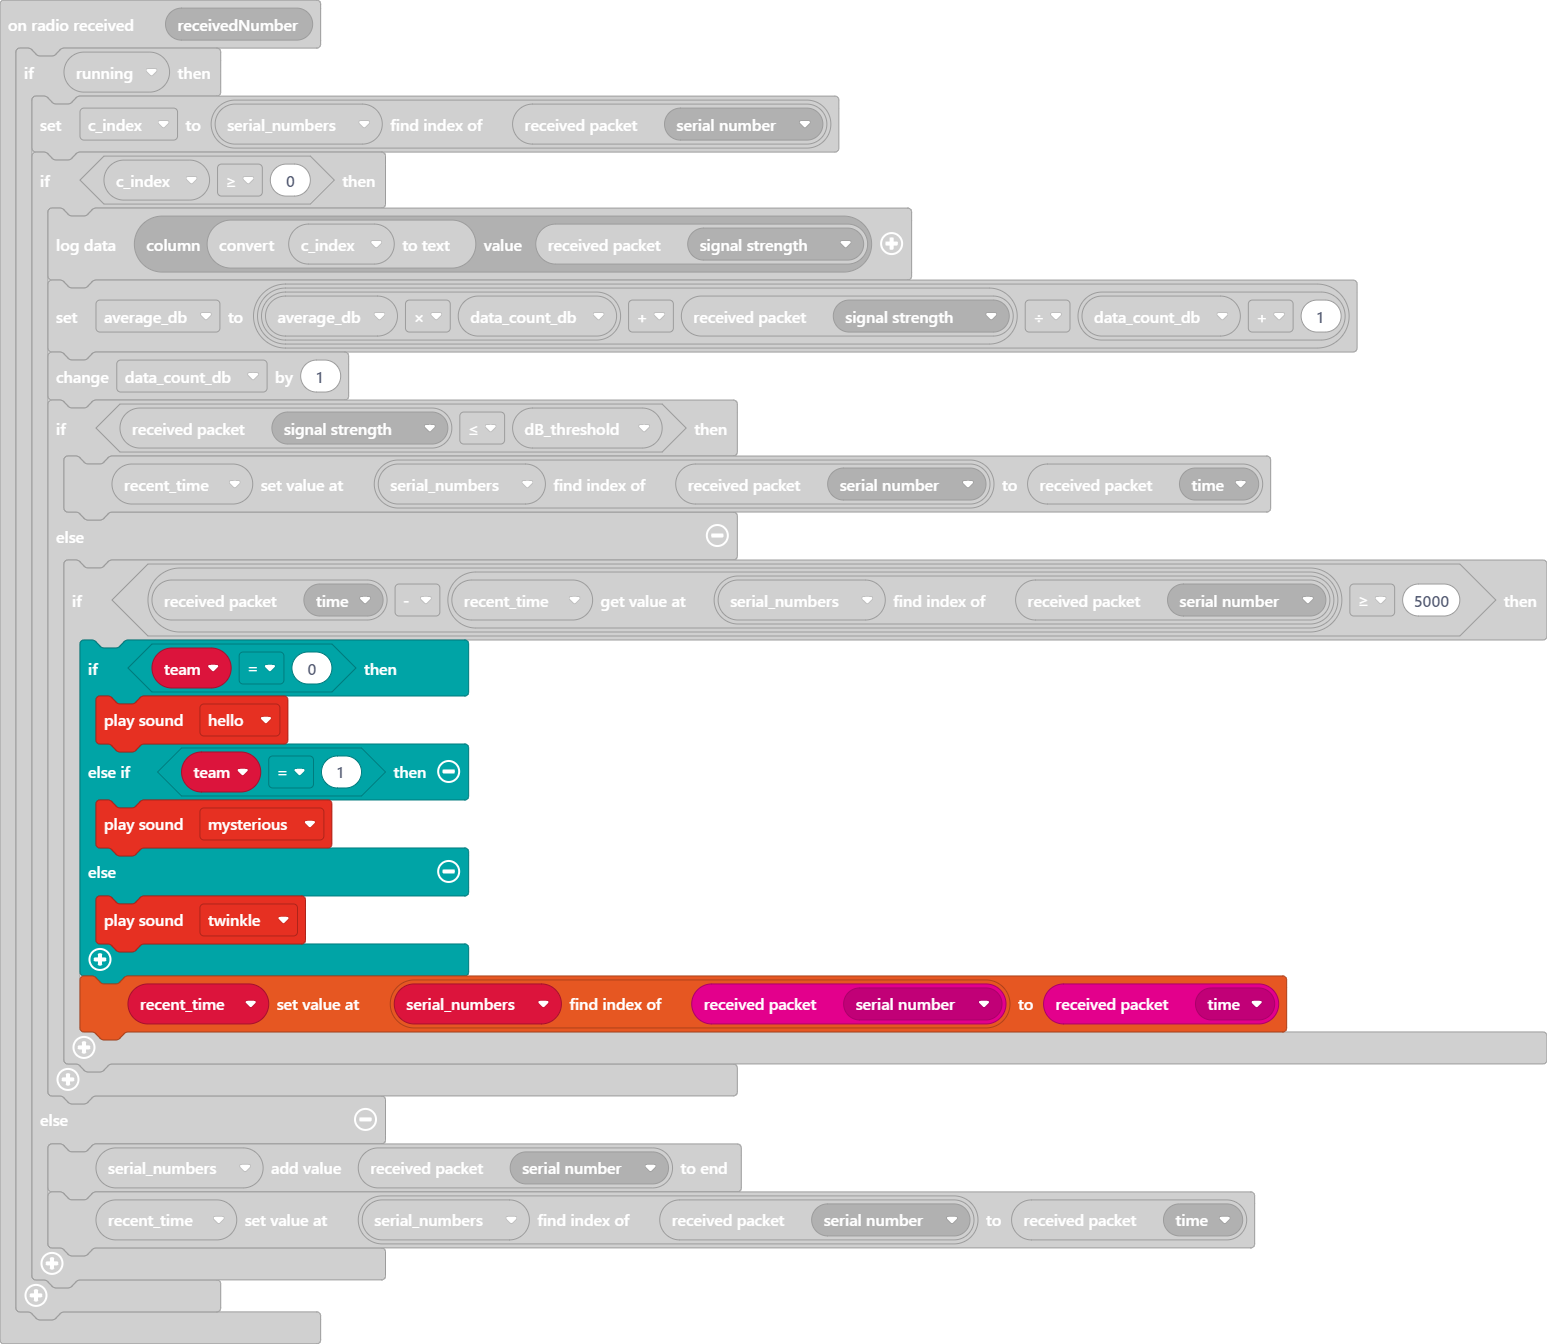 on radio received receivedNumber
if running then
set c_index to serial_numbers find index of received packet serial number
if c_index ≥ 0 then
log data column convert c_index to text value received packet signal strength
set average_db to average_db × data_count_db + received packet signal strength ÷ data_count_db + 1
change data_count_db by 1
if received packet signal strength ≤ dB_threshold then
recent_time set value at serial_numbers find index of received packet serial number to received packet time
else
if received packet time - recent_time get value at serial_numbers find index of received packet serial number ≥ 5000 then
if team = 0 then
play sound hello
else if team = 1 then
play sound mysterious
else
play sound twinkle
recent_time set value at serial_numbers find index of received packet serial number to received packet time
else
serial_numbers add value received packet serial number to end
recent_time set value at serial_numbers find index of received packet serial number to received packet time